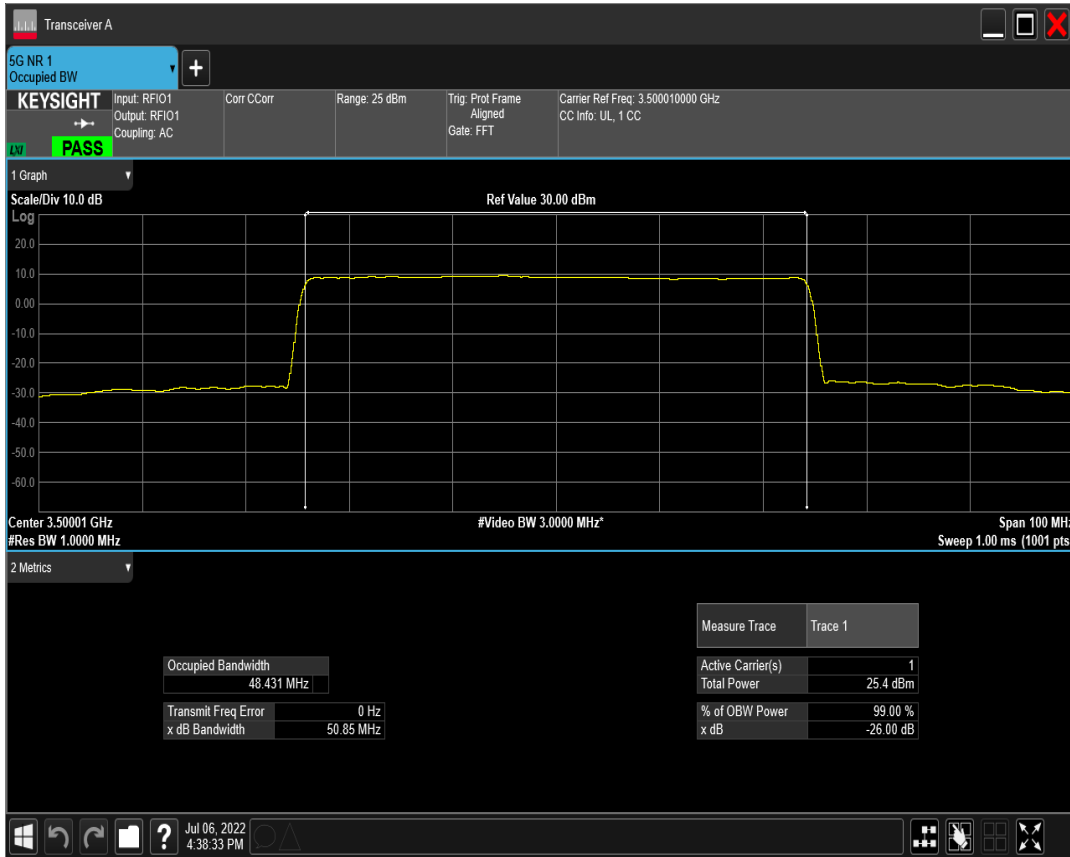 Transceiver A
5G NR 1
Occupied BW
KEYSIGHT
LXI
PASS
Input: RFIO1
Output: RFIO1
Coupling: AC
Corr CCorr
Range: 25 dBm
Trig: Prot Frame
Aligned
Gate: FFT
Carrier Ref Freq: 3.500010000 GHz
CC Info: UL, 1 CC
1 Graph
Scale/Div 10.0 dB
Ref Value 30.00 dBm
Log
20.0
10.0
0.00
-10.0
-20.0
-30.0
-40.0
-50.0
-60.0
Center 3.50001 GHz
#Video BW 3.0000 MHz*
Span 100 MHz
#Res BW 1.0000 MHz
Sweep 1.00 ms (1001 pts
2 Metrics
Measure Trace Trace 1
Occupied Bandwidth
48.431 MHz
Active Carrier(s) 1
Total Power 25.4 dBm
Transmit Freq Error 0 Hz
x dB Bandwidth 50.85 MHz
% of OBW Power 99.00 %
x dB -26.00 dB
?
Jul 06, 2022
4:38:33 PM